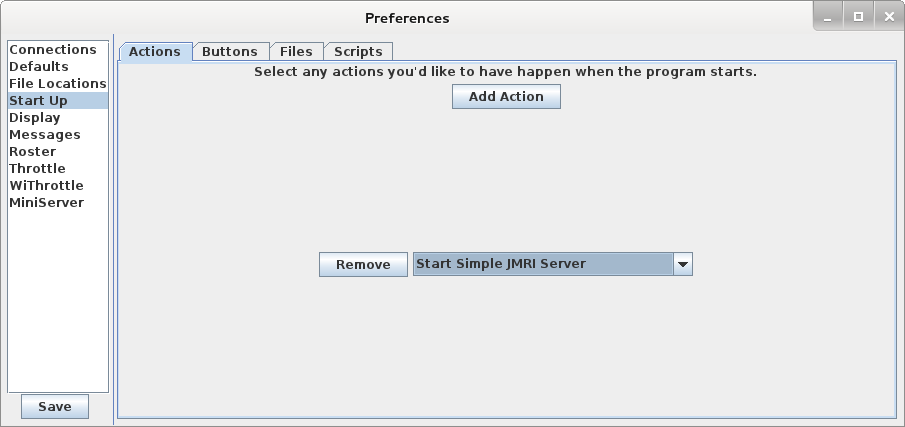 Preferences
Connections
Defaults
File Locations
Start Up
Display
Messages
Roster
Throttle
WiThrottle
MiniServer
Save
Actions Buttons Files Scripts
Select any actions you'd like to have happen when the program starts.
Add Action
Remove Start Simple JMRI Server